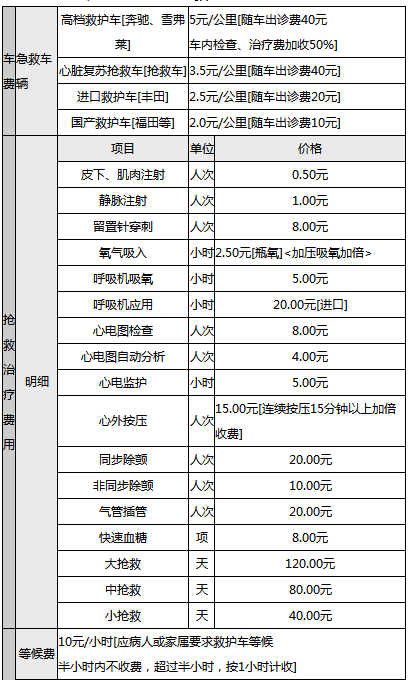 车费
急救车辆
高档救护车[奔驰、雪弗莱]
5元/公里[随车出诊费40元
车内检查、治疗费加收50%]
心脏复苏抢救车[抢救车]
3.5元/公里[随车出诊费40元]
进口救护车[丰田]
2.5元/公里[随车出诊费20元]
国产救护车[福田等]
2.0元/公里[随车出诊费10元]
抢救治疗费用
明细
项目 单位 价格
皮下、肌肉注射 人次 0.50元
静脉注射 人次 1.00元
留置针穿刺 人次 8.00元
氧气吸入 小时 2.50元[瓶氧]<加压吸氧加倍>
呼吸机吸氧 小时 5.00元
呼吸机应用 小时 20.00元[进口]
心电图检查 人次 8.00元
心电图自动分析 人次 4.00元
心电监护 小时 5.00元
心外按压 人次 15.00元[连续按压15分钟以上加倍
收费]
同步除颤 人次 20.00元
非同步除颤 人次 10.00元
气管插管 人次 20.00元
快速血糖 项 8.00元
大抢救 天 120.00元
中抢救 天 80.00元
小抢救 天 40.00元
等候费
10元/小时[应病人或家属要求救护车等候
半小时内不收费，超过半小时，按1小时计收]